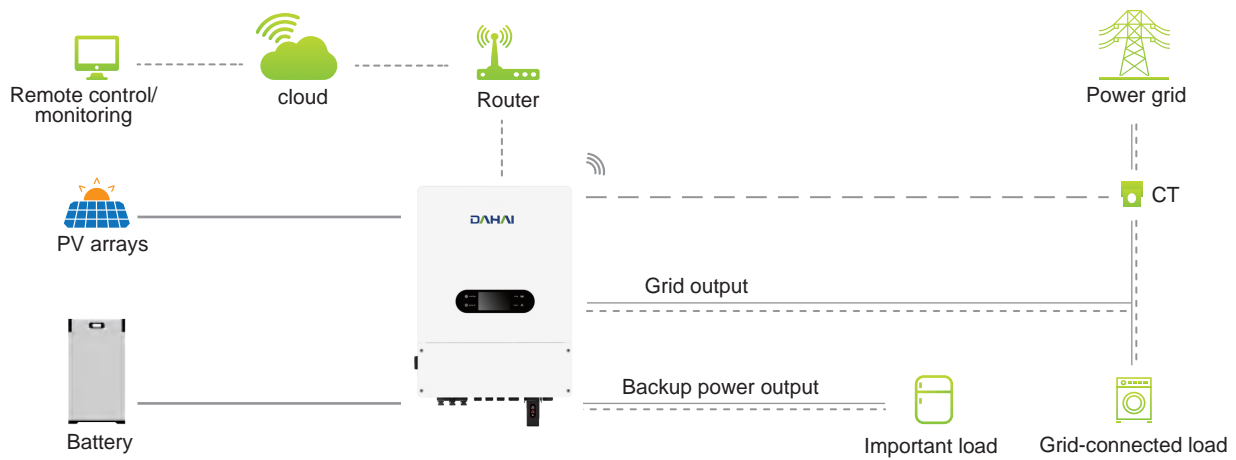 Remote control/
monitoring
cloud
Router
Power grid
PV arrays
DAHAI
CT
Grid output
Battery
Backup power output
Important load
Grid-connected load